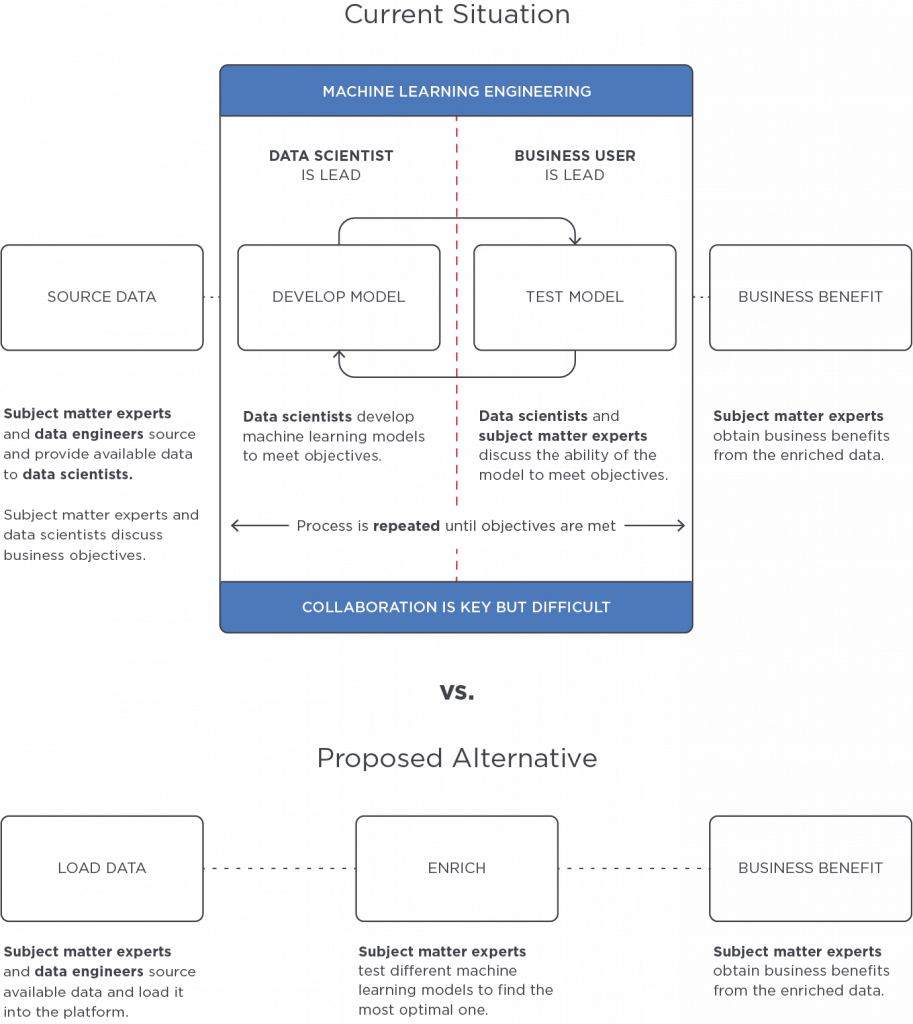 Current Situation
MACHINE LEARNING ENGINEERING
DATA SCIENTIST
IS LEAD
BUSINESS USER
IS LEAD
SOURCE DATA
DEVELOP MODEL
TEST MODEL
BUSINESS BENEFIT
Subject matter experts
and data engineers source
and provide available data
to data scientists.
Subject matter experts and
data scientists discuss
business objectives.
Data scientists develop
machine learning models
to meet objectives.
Data scientists and
subject matter experts
discuss the ability of the
model to meet objectives.
Subject matter experts
obtain business benefits
from the enriched data.
Process is repeated until objectives are met
COLLABORATION IS KEY BUT DIFFICULT
vs.
Proposed Alternative
LOAD DATA
ENRICH
BUSINESS BENEFIT
Subject matter experts
and data engineers source
available data and load it
into the platform.
Subject matter experts
test different machine
learning models to find the
most optimal one.
Subject matter experts
obtain business benefits
from the enriched data.